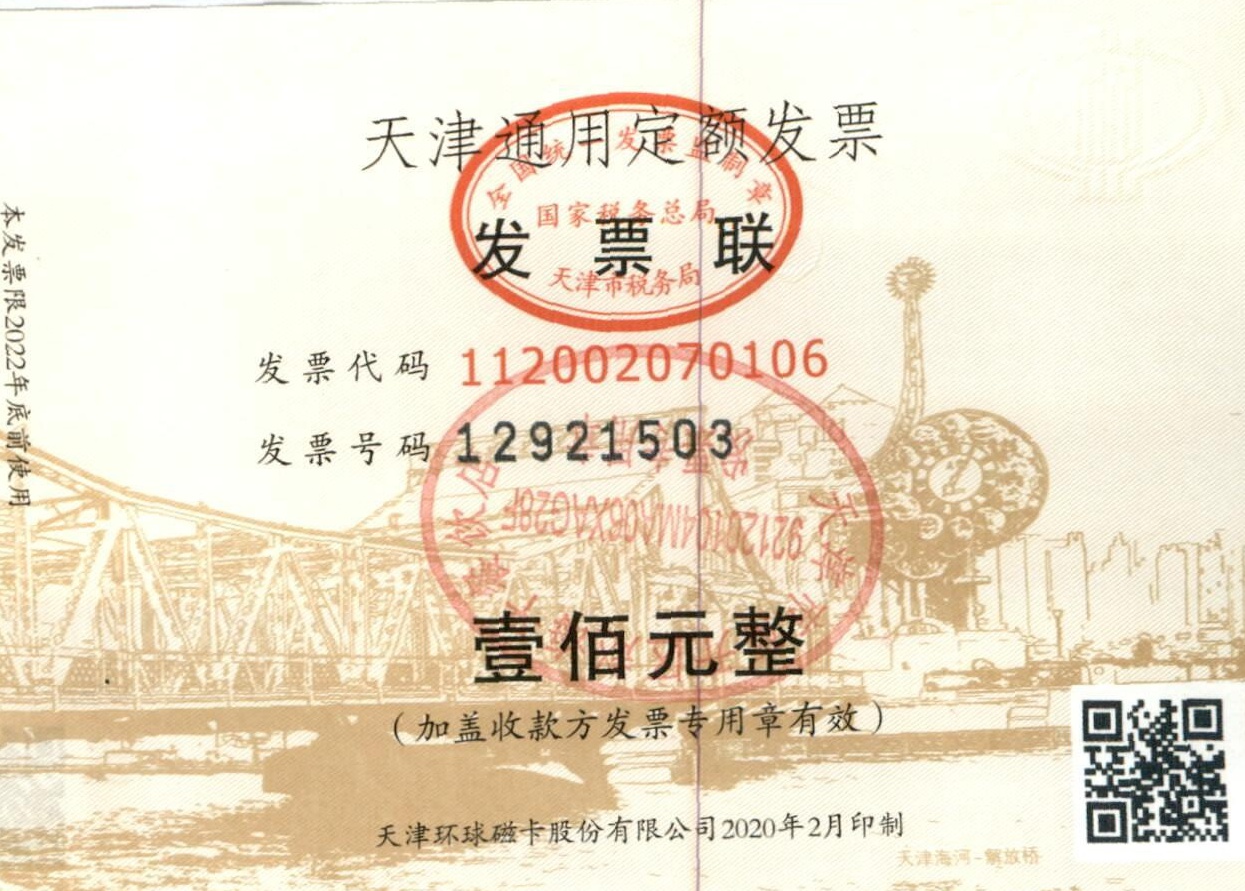 天津通用定额发票
全国统一发票监制章
国家税务总局
天津市税务局
发票联
发票代码 112002070106
发票号码 12921503
壹佰元整
(加盖收款方发票专用章有效)
天津环球磁卡股份有限公司2020年2月印制
天津海河-解放桥
本发票限2022年底前使用